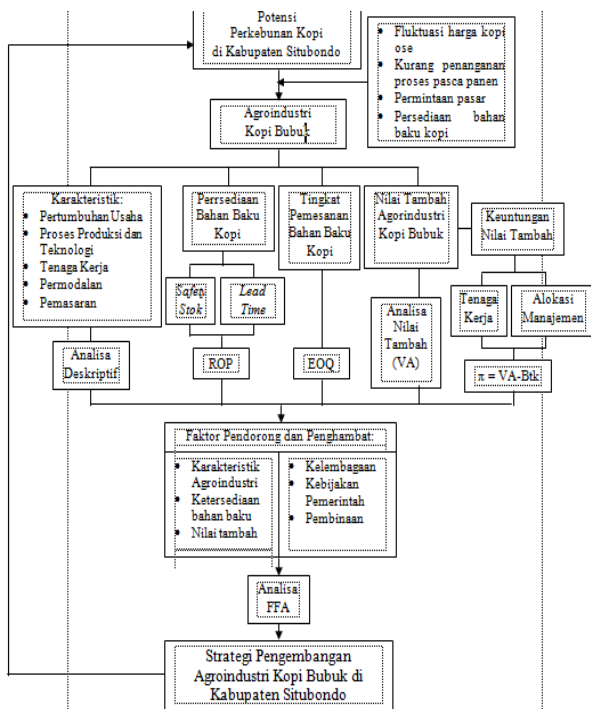 Potensi
Perkebunan Kopi
di Kabupaten Situbondo
• Fluktuasi harga kopi
ose
• Kurang penanganan
proses pasca panen
• Permintaan pasar
• Persediaan bahan
baku kopi
Agroindustri
Kopi Bubuk
Karakteristik:
• Pertumbuhan Usaha
• Proses Produksi dan
Teknologi
• Tenaga Kerja
• Permodalan
• Pemasaran
Perrsediaan
Bahan Baku
Kopi
Tingkat
Pemesanan
Bahan Baku
Kopi
Nilai Tambah
Agorindustri
Kopi Bubuk
Keuntungan
Nilai Tambah
Safety
Stok
Lead
Time
Analisa
Nilai
Tambah
(VA)
Tenaga
Kerja
Alokasi
Manajemen
Analisa
Deskriptif
ROP
EOQ
π = VA-Btk
Faktor Pendorong dan Penghambat:
• Karakteristik
Agroindustri
• Ketersediaan
bahan baku
• Nilai tambah
• Kelembagaan
• Kebijakan
Pemerintah
• Pembinaan
Analisa
FFA
Strategi Pengembangan
Agroindustri Kopi Bubuk di
Kabupaten Situbondo